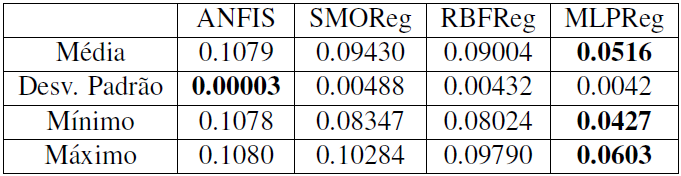 ANFIS SMOReg RBFReg MLPReg
Média 0.1079 0.09430 0.09004 0.0516
Desv. Padrão 0.00003 0.00488 0.00432 0.0042
Mínimo 0.1078 0.08347 0.08024 0.0427
Máximo 0.1080 0.10284 0.09790 0.0603